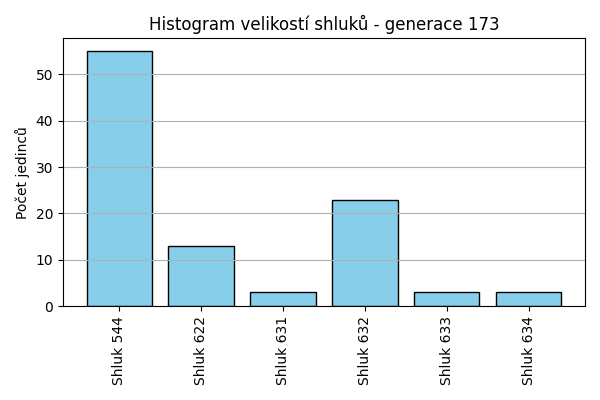 Histogram velikostí shluků - generace 173
Počet jedinců
50
40
30
20
10
0
Shluk 544
Shluk 622
Shluk 631
Shluk 632
Shluk 633
Shluk 634